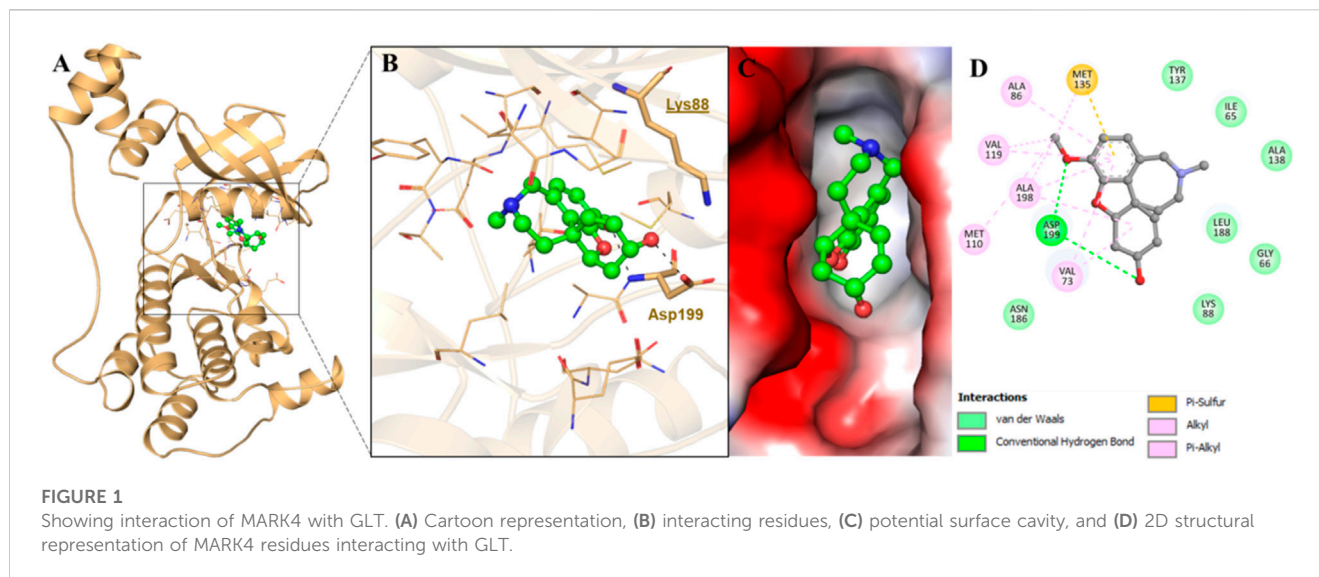 A
B
C
D
Lys88
Asp199
MET
135
TYR
137
ALA
86
ILE
65
VAL
119
ALA
138
ALA
198
ASP
199
LEU
188
MET
110
GLY
66
VAL
73
LYS
88
ASN
186
Interactions
van der Waals
Conventional Hydrogen Bond
Pi-Sulfur
Alkyl
Pi-Alkyl
FIGURE 1
Showing interaction of MARK4 with GLT. (A) Cartoon representation, (B) interacting residues, (C) potential surface cavity, and (D) 2D structural
representation of MARK4 residues interacting with GLT.